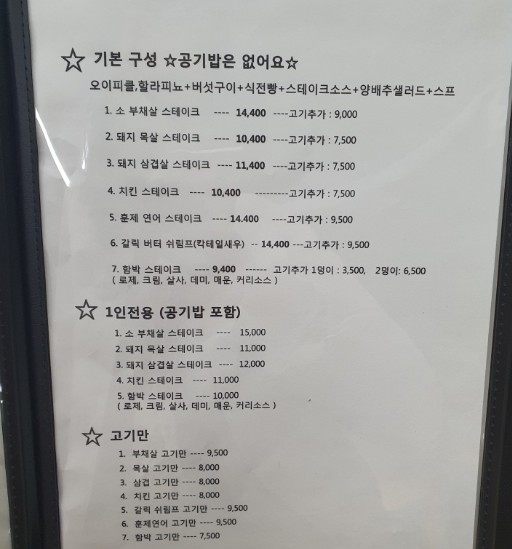 ☆ 기본 구성 ☆공기밥은 없어요☆
오이피클,할라피뇨+버섯구이+식전빵+스테이크소스+양배추샐러드+스프
1. 소 부채살 스테이크 ---- 14,400 ----고기추가 : 9,000
2. 돼지 목살 스테이크 ---- 10,400 ----고기추가 : 7,500
3. 돼지 삼겹살 스테이크 ---- 11,400 ----고기추가 : 7,500
4. 치킨 스테이크 ---- 10,400 ---------고기추가 : 7,500
5. 훈제 연어 스테이크 ---- 14.400 ----고기추가 : 9,500
6. 갈릭 버터 쉬림프(칵테일새우) -- 14,400 ---고기추가 : 9,500
7. 함박 스테이크 ---- 9,400 ------ 고기추가 1덩이 : 3,500, 2덩이: 6,500
( 로제, 크림, 살사, 데미, 매운, 커리소스 )
☆ 1인전용 (공기밥 포함)
1. 소 부채살 스테이크 ---- 15,000
2. 돼지 목살 스테이크 ---- 11,000
3. 돼지 삼겹살 스테이크 ---- 12,000
4. 치킨 스테이크 ---- 11,000
5. 함박 스테이크 ---- 10,000
( 로제, 크림, 살사, 데미, 매운, 커리소스 )
☆ 고기만
1. 부채살 고기만 ---- 9,500
2. 목살 고기만 ---- 8,000
3. 삼겹 고기만 ---- 8,000
4. 치킨 고기만 ---- 8,000
5. 갈릭 쉬림프 고기만 ---- 9,500
6. 훈제연어 고기만 ---- 9,500
7. 함박 고기만 ---- 7,500